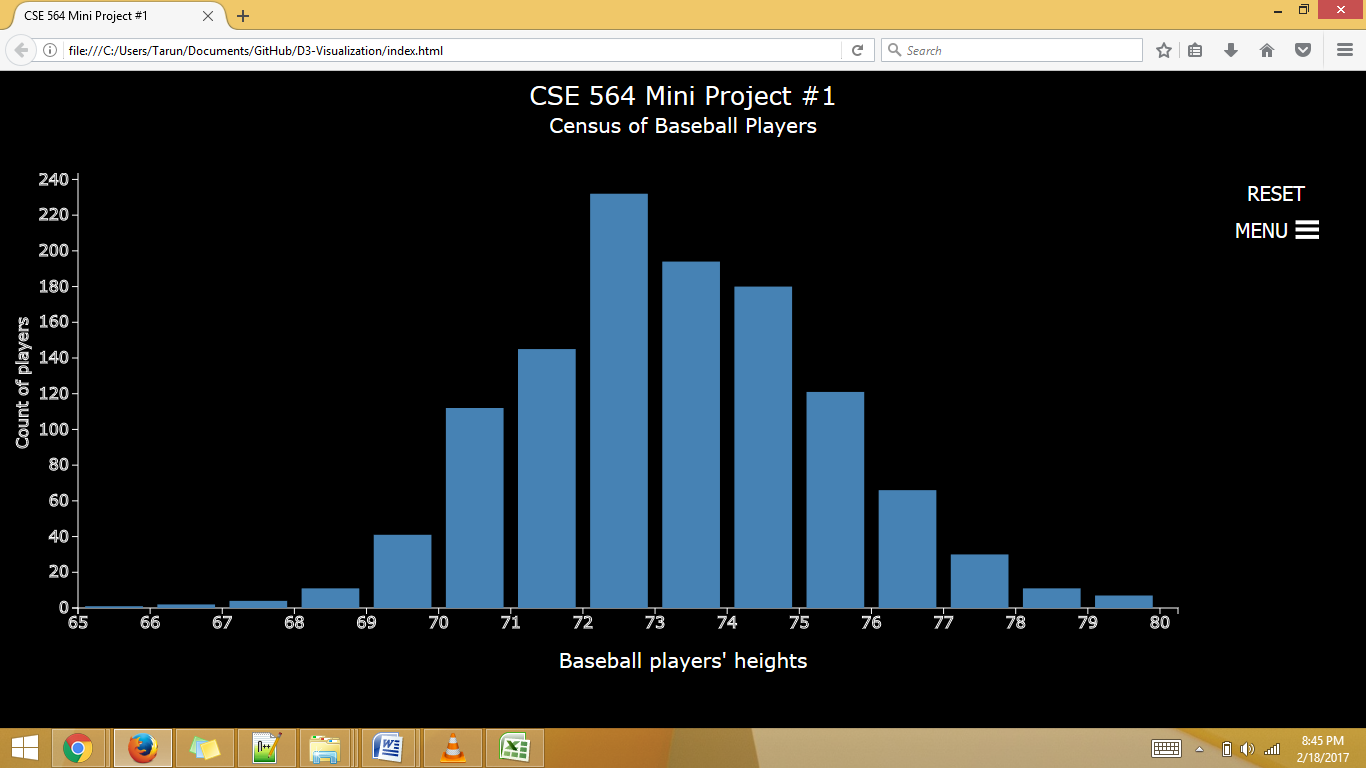 CSE 564 Mini Project #1
file:///C:/Users/Tarun/Documents/GitHub/D3-Visualization/index.html
Search
CSE 564 Mini Project #1
Census of Baseball Players
RESET
MENU
Count of players
240
220
200
180
160
140
120
100
80
60
40
20
0
65 66 67 68 69 70 71 72 73 74 75 76 77 78 79 80
Baseball players' heights
8:45 PM
2/18/2017